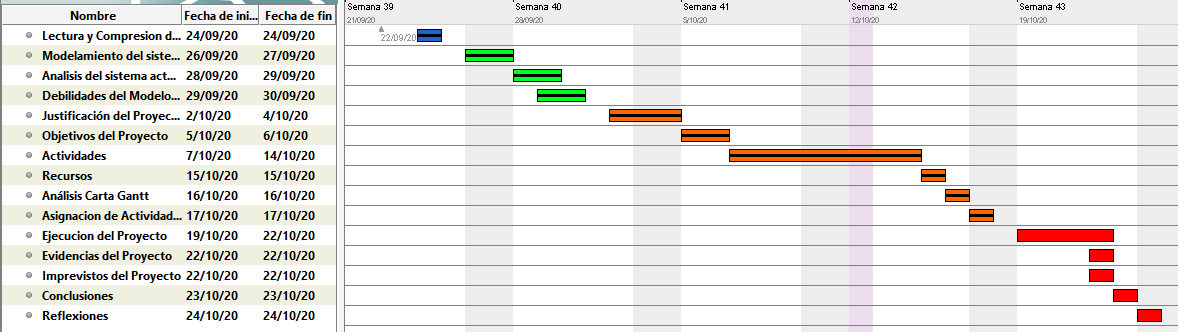 Nombre Fecha de ini... Fecha de fin
Semana 39 Semana 40 Semana 41 Semana 42 Semana 43
21/09/20 28/09/20 5/10/20 12/10/20 19/10/20
22/09/20
Lectura y Compresion d... 24/09/20 24/09/20
Modelamiento del siste... 26/09/20 27/09/20
Analisis del sistema act... 28/09/20 29/09/20
Debilidades del Modelo... 29/09/20 30/09/20
Justificación del Proyec... 2/10/20 4/10/20
Objetivos del Proyecto 5/10/20 6/10/20
Actividades 7/10/20 14/10/20
Recursos 15/10/20 15/10/20
Análisis Carta Gantt 16/10/20 16/10/20
Asignacion de Actividad... 17/10/20 17/10/20
Ejecucion del Proyecto 19/10/20 22/10/20
Evidencias del Proyecto 22/10/20 22/10/20
Imprevistos del Proyecto 22/10/20 22/10/20
Conclusiones 23/10/20 23/10/20
Reflexiones 24/10/20 24/10/20